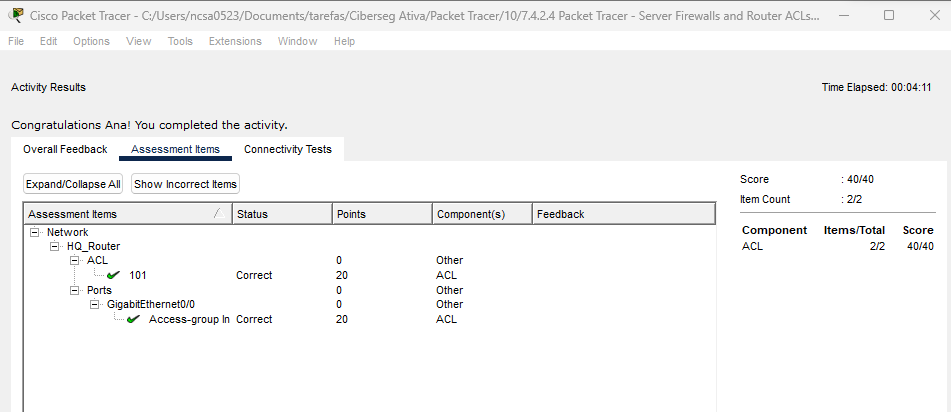 Cisco Packet Tracer - C:/Users/ncsa0523/Documents/tarefas/Ciberseg Ativa/Packet Tracer/10/7.4.2.4 Packet Tracer - Server Firewalls and Router ACLs...
File Edit Options View Tools Extensions Window Help
Activity Results Time Elapsed: 00:04:11
Congratulations Ana! You completed the activity.
Overall Feedback Assessment Items Connectivity Tests
Expand/Collapse All Show Incorrect Items
Score : 40/40
Item Count : 2/2
Component Items/Total Score
ACL 2/2 40/40
Assessment Items Status Points Component(s) Feedback
Network
HQ_Router
ACL 0 Other
101 Correct 20 ACL
Ports 0 Other
GigabitEthernet0/0 0 Other
Access-group In Correct 20 ACL